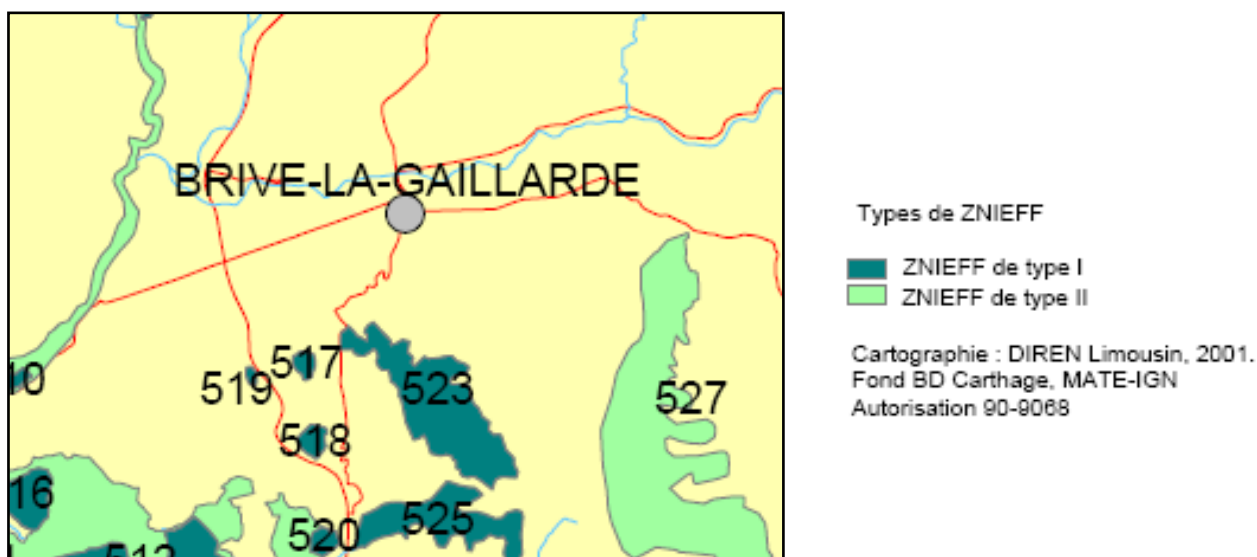 BRIVE-LA-GAILLARDE
517
10
519
523
527
518
16
525
520
Types de ZNIEFF
ZNIEFF de type I
ZNIEFF de type II
Cartographie : DIREN Limousin, 2001.
Fond BD Carthage, MATE-IGN
Autorisation 90-9068